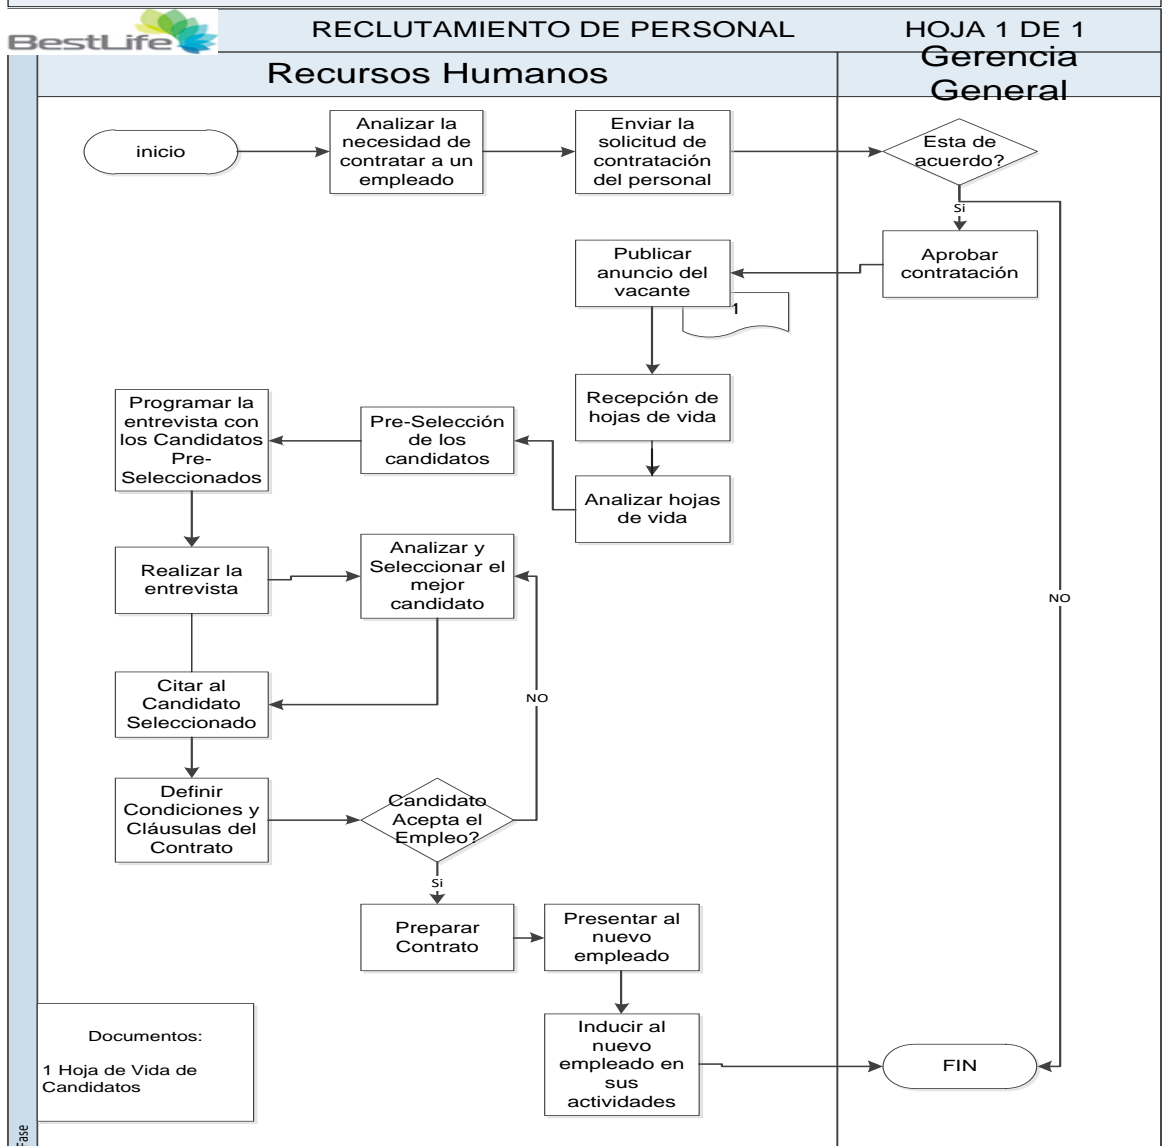 BestLife
RECLUTAMIENTO DE PERSONAL
HOJA 1 DE 1
Recursos Humanos
Gerencia
General
inicio
Analizar la
necesidad de
contratar a un
empleado
Enviar la
solicitud de
contratación
del personal
Esta de
acuerdo?
Si
Aprobar
contratación
Publicar
anuncio del
vacante
1
Recepción de
hojas de vida
Analizar hojas
de vida
Pre-Selección
de los
candidatos
Programar la
entrevista con
los Candidatos
Pre-
Seleccionados
Realizar la
entrevista
Analizar y
Seleccionar el
mejor
candidato
NO
Citar al
Candidato
Seleccionado
NO
Definir
Condiciones y
Cláusulas del
Contrato
Candidato
Acepta el
Empleo?
Si
Preparar
Contrato
Presentar al
nuevo
empleado
Inducir al
nuevo
empleado en
sus
actividades
FIN
Documentos:
1 Hoja de Vida de
Candidatos
Fase